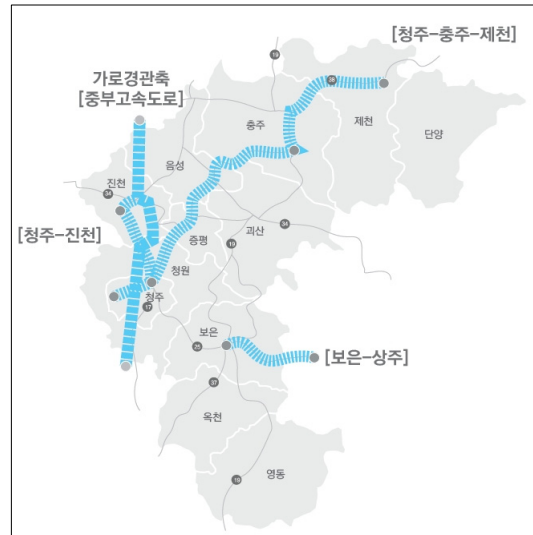 [청주-충주-제천]
19
가로경관축
[중부고속도로]
38
충주
제천
단양
음성
진천
34
[청주-진천]
증평
괴산
34
19
청원
청주
17
보은
25
[보은-상주]
37
옥천
영동
19